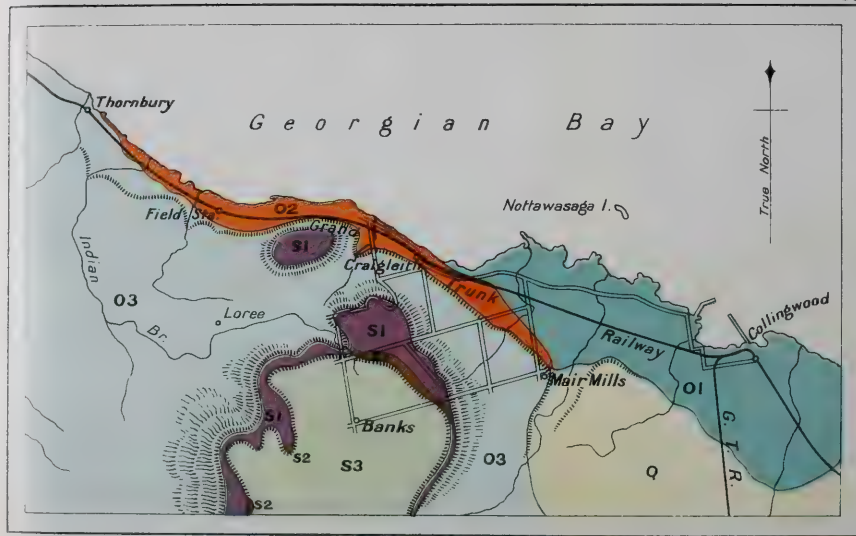 Thornbury
Georgian Bay
True North
Nottawasaga I.
Field Sta.
O2
Grand
S1
Craigleith
Trunk
Collingwood
Indian
O3
Loree
Br.
S1
Railway
Mair Mills
O1
S1
Banks
G. T. R.
S2
S3
O3
Q
S2